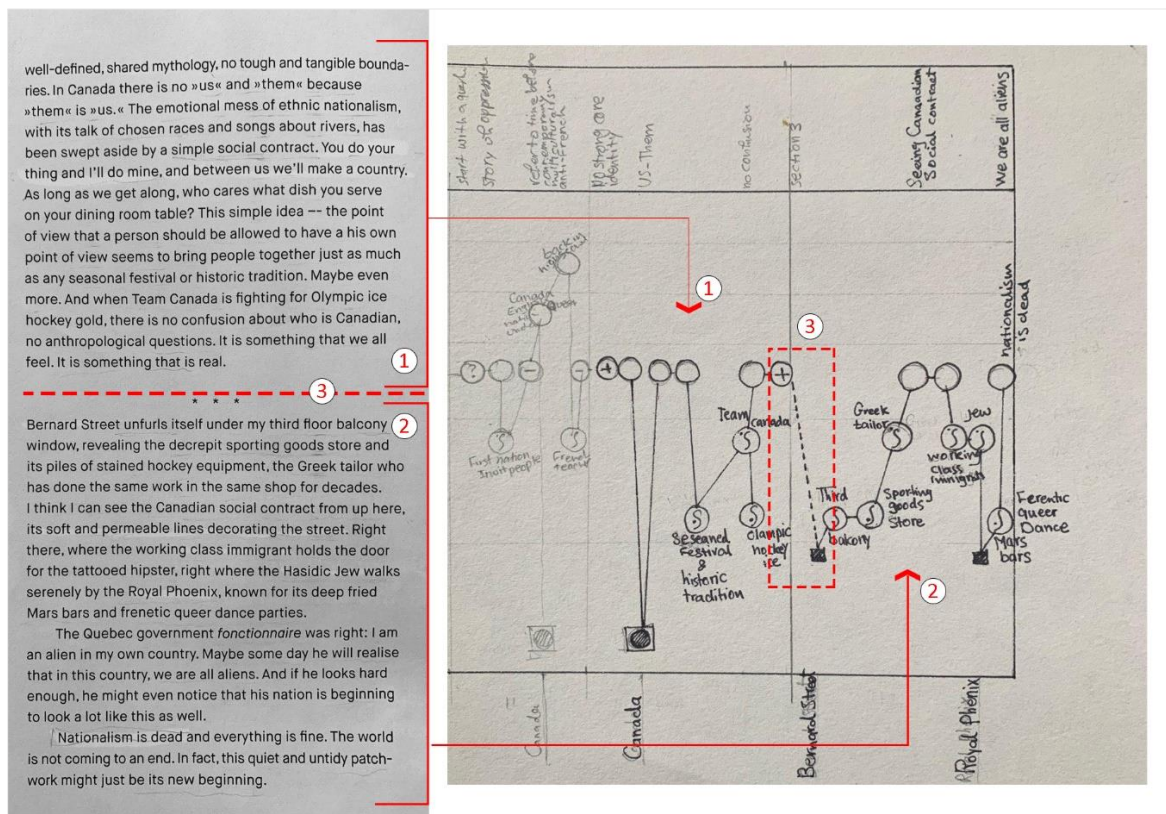 well-defined, shared mythology, no tough and tangible bounda-
ries. In Canada there is no »us« and »them« because
»them« is »us.« The emotional mess of ethnic nationalism,
with its talk of chosen races and songs about rivers, has
been swept aside by a simple social contract. You do your
thing and I'll do mine, and between us we'll make a country.
As long as we get along, who cares what dish you serve
on your dining room table? This simple idea -- the point
of view that a person should be allowed to have a his own
point of view seems to bring people together just as much
as any seasonal festival or historic tradition. Maybe even
more. And when Team Canada is fighting for Olympic ice
hockey gold, there is no confusion about who is Canadian,
no anthropological questions. It is something that we all
feel. It is something that is real.
1
3
* * *
2
Bernard Street unfurls itself under my third floor balcony
window, revealing the decrepit sporting goods store and
its piles of stained hockey equipment, the Greek tailor who
has done the same work in the same shop for decades.
I think I can see the Canadian social contract from up here,
its soft and permeable lines decorating the street. Right
there, where the working class immigrant holds the door
for the tattooed hipster, right where the Hasidic Jew walks
serenely by the Royal Phoenix, known for its deep fried
Mars bars and frenetic queer dance parties.
The Quebec government fonctionnaire was right: I am
an alien in my own country. Maybe some day he will realise
that in this country, we are all aliens. And if he looks hard
enough, he might even notice that his nation is beginning
to look a lot like this as well.
Nationalism is dead and everything is fine. The world
is not coming to an end. In fact, this quiet and untidy patch-
work might just be its new beginning.
start with a
story of oppression
refer to time before
contemporary
multiculturalism
anti-french
No strong core
identity
US-Them
no confusion
section 3
Seeing Canadian
Social contract
we are all aliens
nationalism
is dead
1
3
2
Canada
?
-
-
+
+
First nation
Inuit people
French
Team
canada
Seseaned
Festival
&
historic
tradition
Olampic
hockey
Third
balcony
Sporting
goods
Store
Greek
tailor
Jew
working
class
immigrnts
Ferentic
queer
Dance
Mars
bars
Canada
Canada
Bernard Street
Royal Phenix